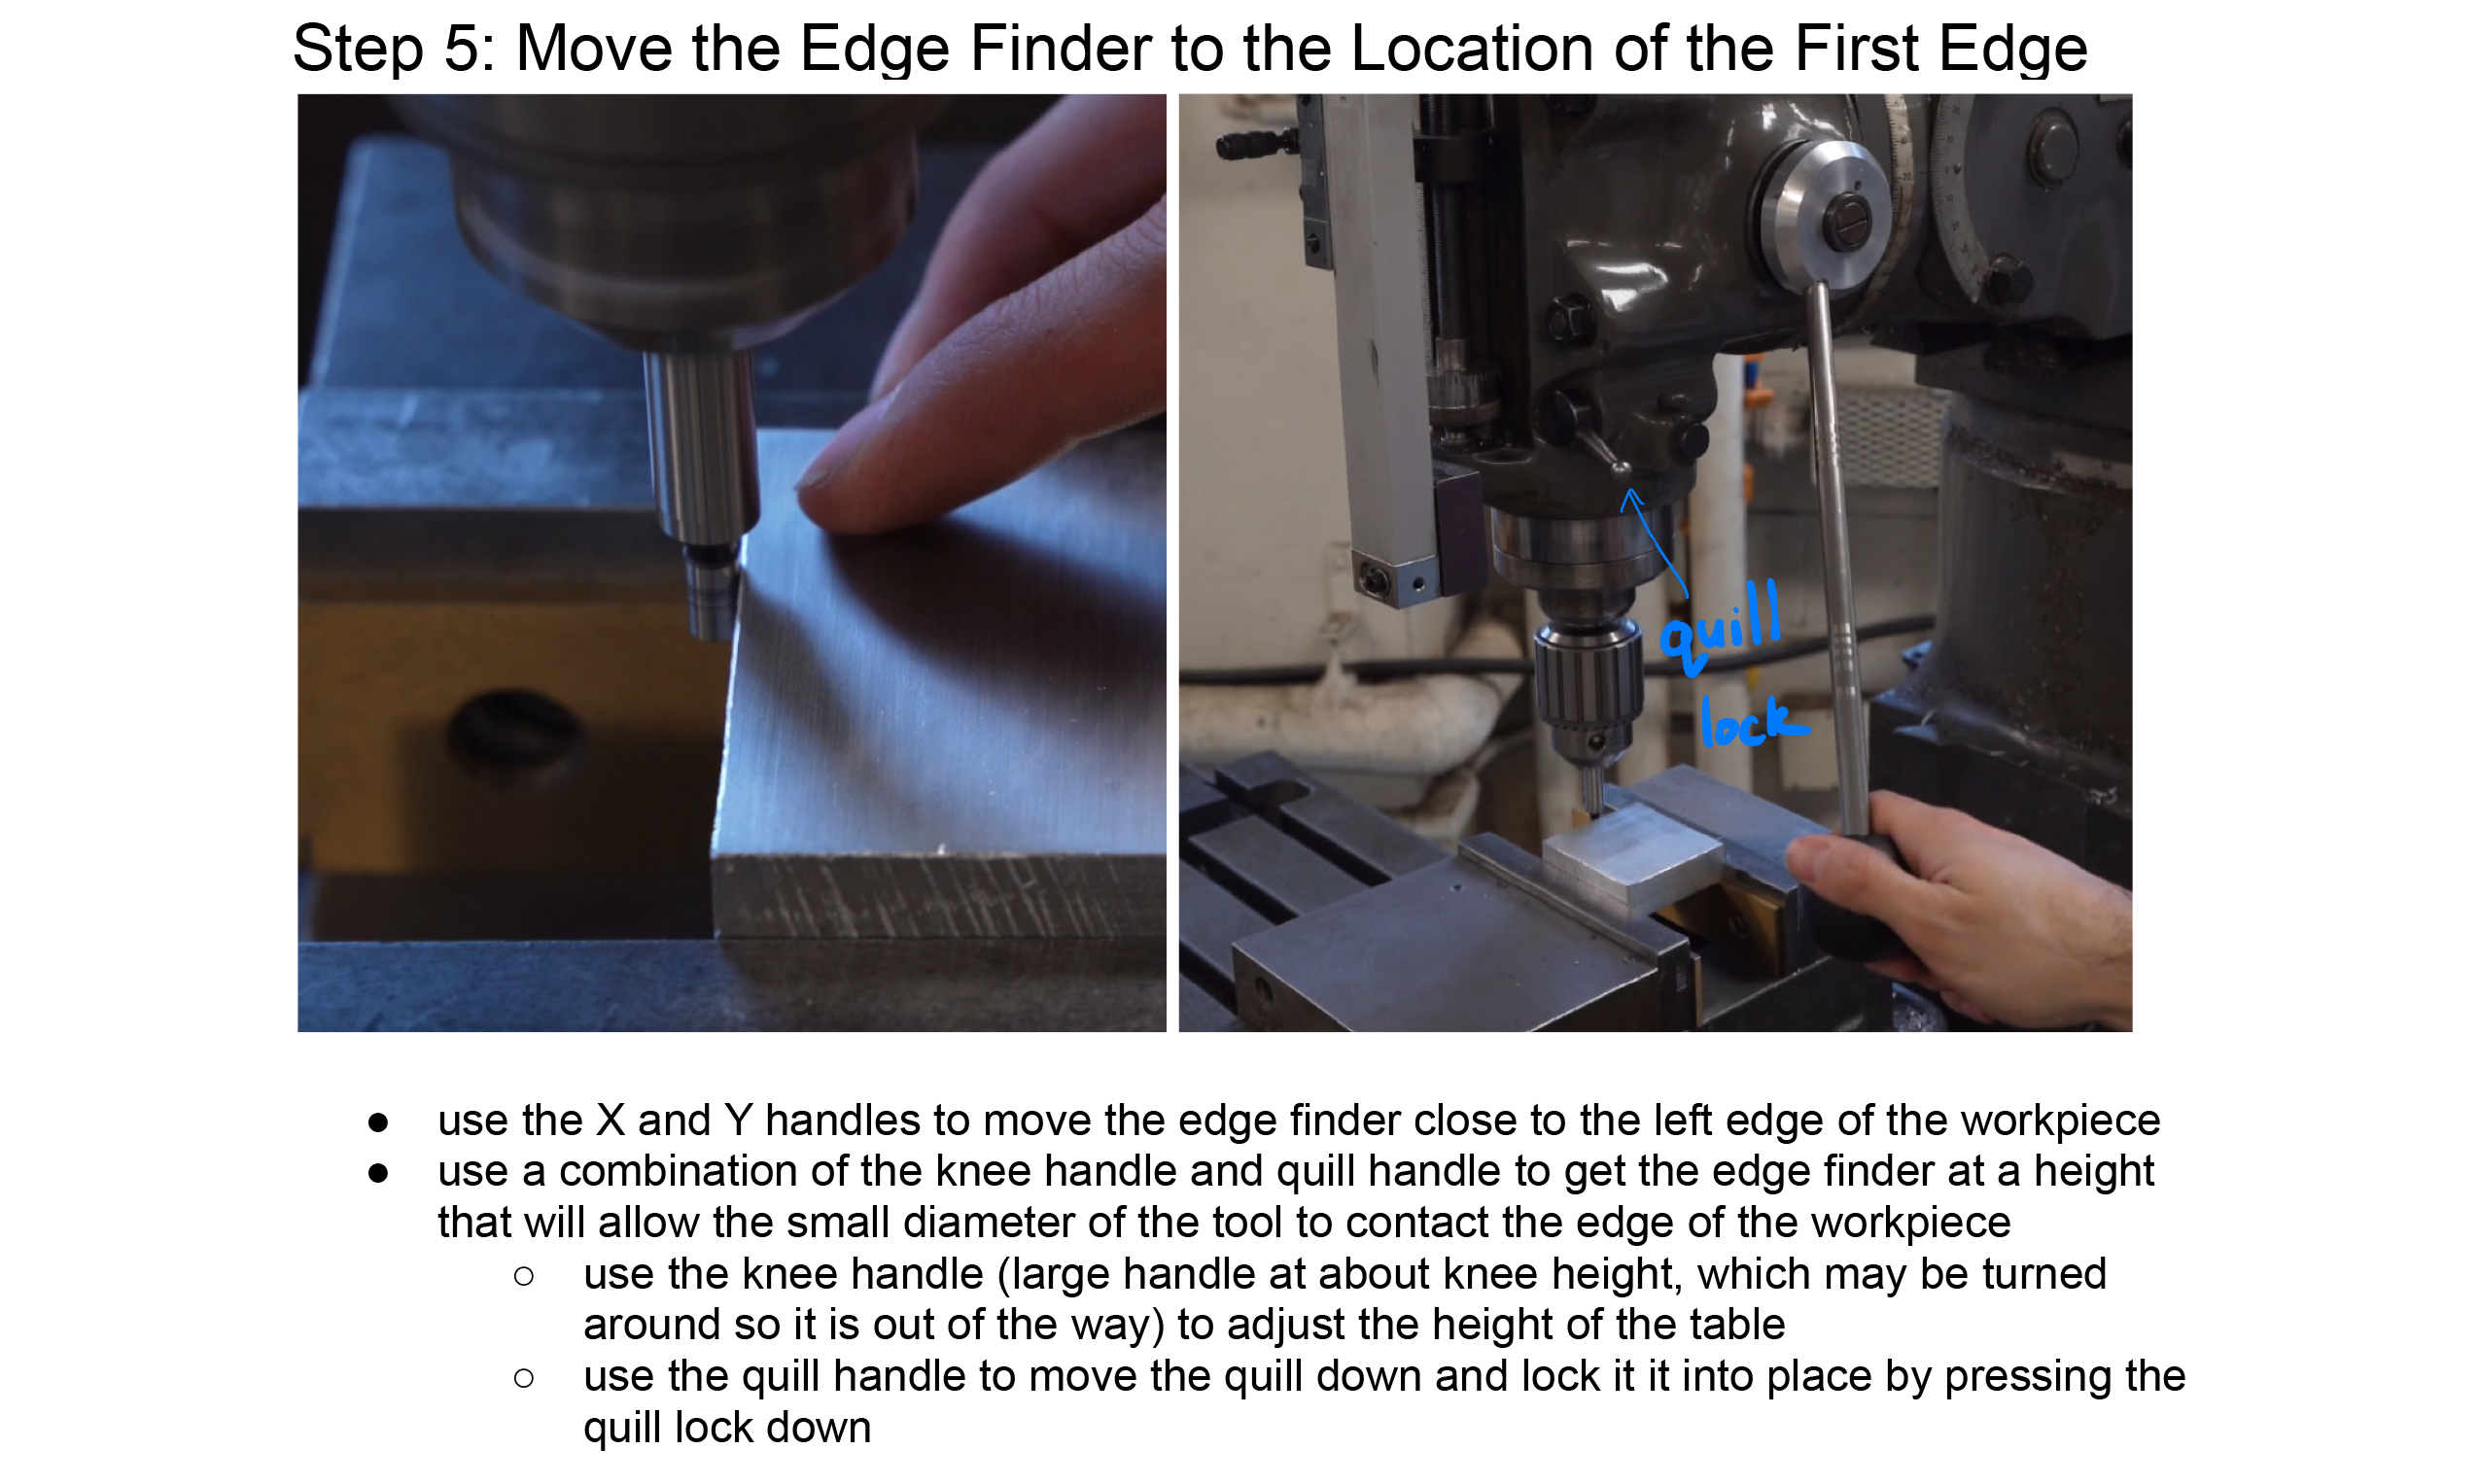 Step 5: Move the Edge Finder to the Location of the First Edge
quill
lock
● use the X and Y handles to move the edge finder close to the left edge of the workpiece
● use a combination of the knee handle and quill handle to get the edge finder at a height
that will allow the small diameter of the tool to contact the edge of the workpiece
○ use the knee handle (large handle at about knee height, which may be turned
around so it is out of the way) to adjust the height of the table
○ use the quill handle to move the quill down and lock it it into place by pressing the
quill lock down